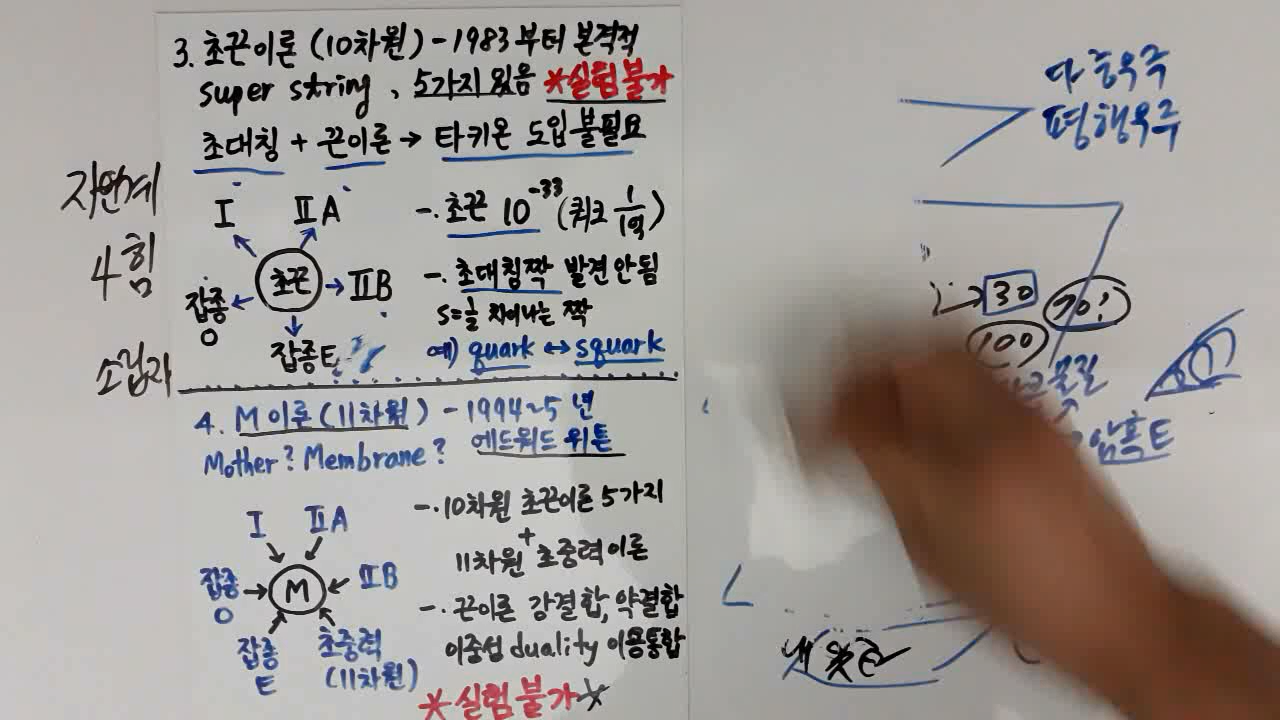 3. 초끈이론 (10차원) - 1983부터 본격적
super string, 5가지 있음 *실험불가
초대칭 + 끈이론 → 타키온 도입 불필요
I
IIA
초끈
IIB
잡종
O
잡종E
-. 초끈 10⁻³³ (쿼크 1/19)
-. 초대칭짝 발견 안됨
s=1/2 차이나는 짝
예) quark ↔ squark
자연계
4힘
소립자
4. M이론 (11차원) - 1994~5년
Mother? Membrane? 에드워드 위튼
I
IIA
잡종
O
M
IIB
잡종
E
초중력
(11차원)
-. 10차원 초끈이론 5가지
+
11차원 초중력이론
-. 끈이론 강결합, 약결합
이중성 duality 이용통합
*실험불가*
다중우주
평행우주
30
100
물질
암흑 E